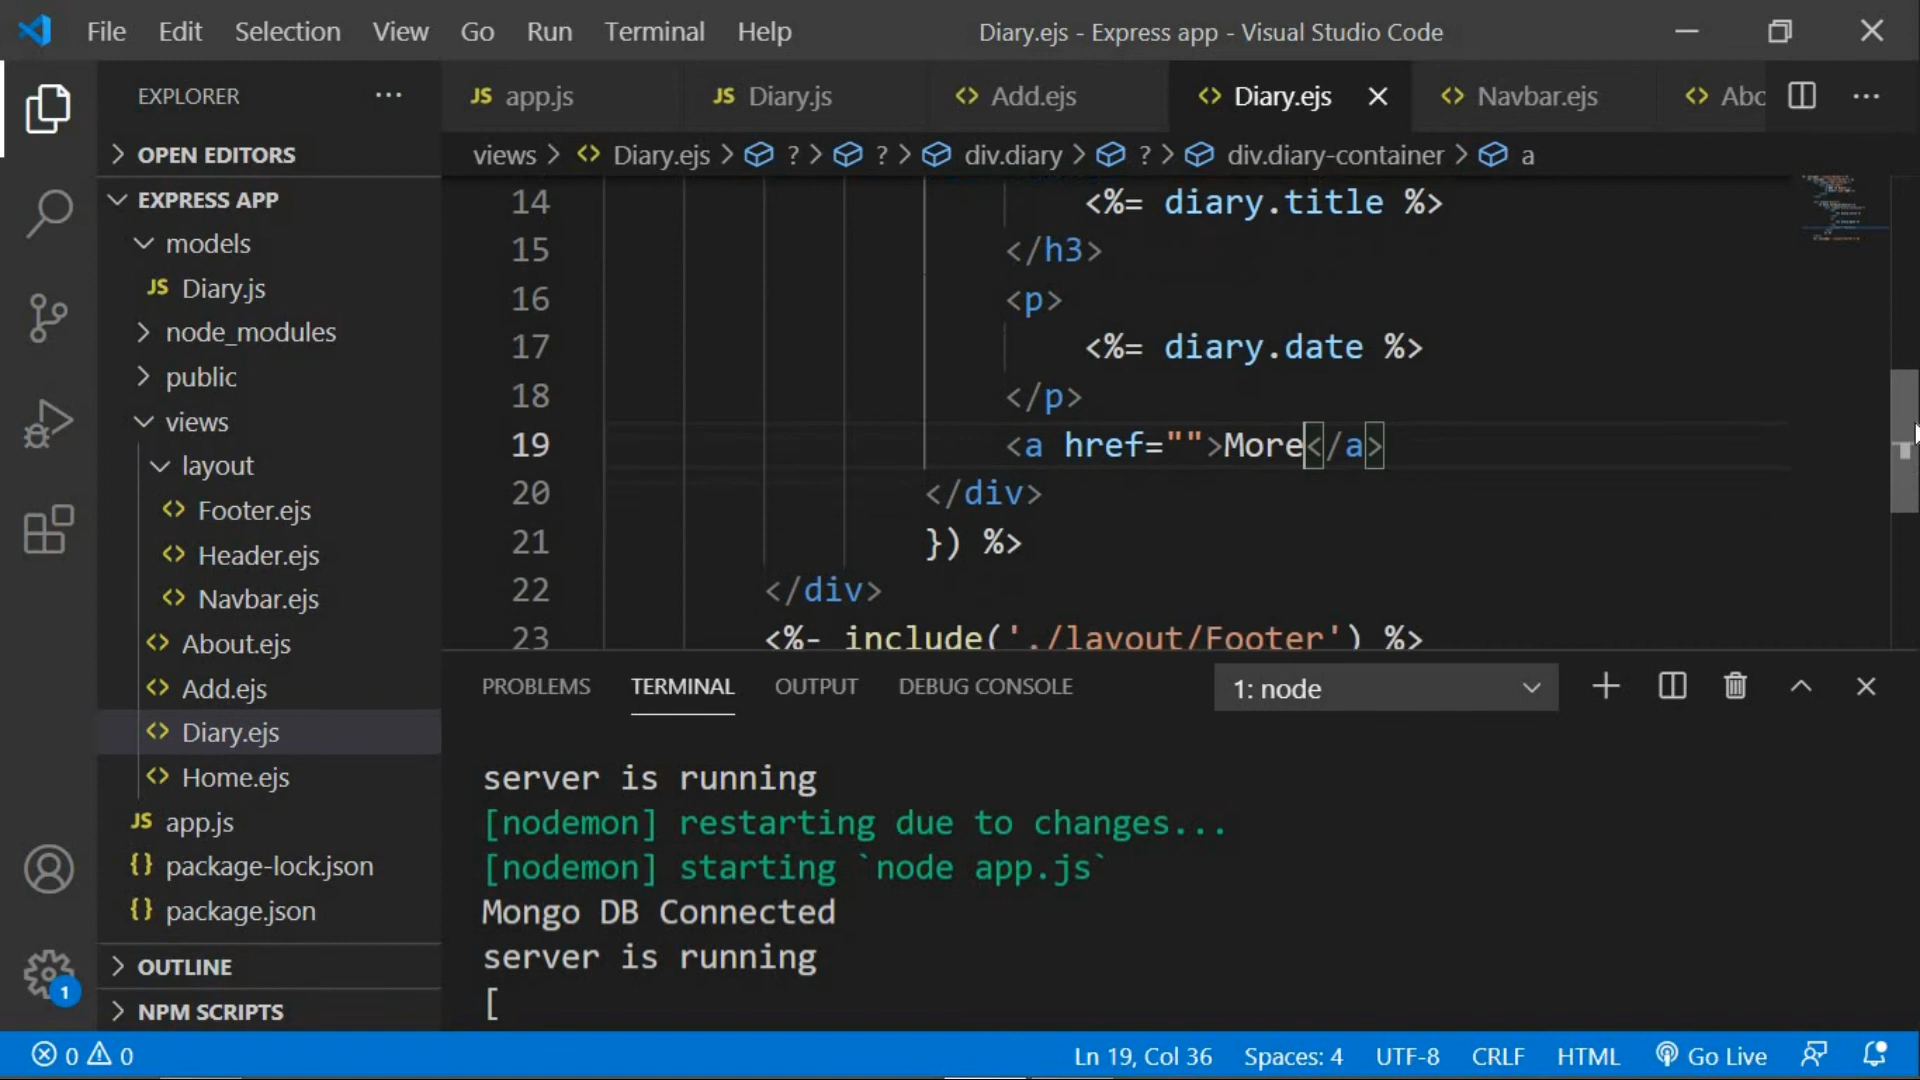 File Edit Selection View Go Run Terminal Help Diary.ejs - Express app - Visual Studio Code
EXPLORER ...
JS app.js JS Diary.js <> Add.ejs <> Diary.ejs <> Navbar.ejs <> Abo ...
OPEN EDITORS
views > <> Diary.ejs > ? > ? > div.diary > ? > div.diary-container > a
EXPRESS APP
models
JS Diary.js
node_modules
public
views
layout
<> Footer.ejs
<> Header.ejs
<> Navbar.ejs
<> About.ejs
<> Add.ejs
<> Diary.ejs
<> Home.ejs
JS app.js
{} package-lock.json
{} package.json
OUTLINE
NPM SCRIPTS
14 <%= diary.title %>
15 </h3>
16 <p>
17 <%= diary.date %>
18 </p>
19 <a href="">More</a>
20 </div>
21 }) %>
22 </div>
23 <%- include('./layout/Footer') %>
PROBLEMS TERMINAL OUTPUT DEBUG CONSOLE 1: node
server is running
[nodemon] restarting due to changes...
[nodemon] starting `node app.js`
Mongo DB Connected
server is running
[
1
0 0 Ln 19, Col 36 Spaces: 4 UTF-8 CRLF HTML Go Live